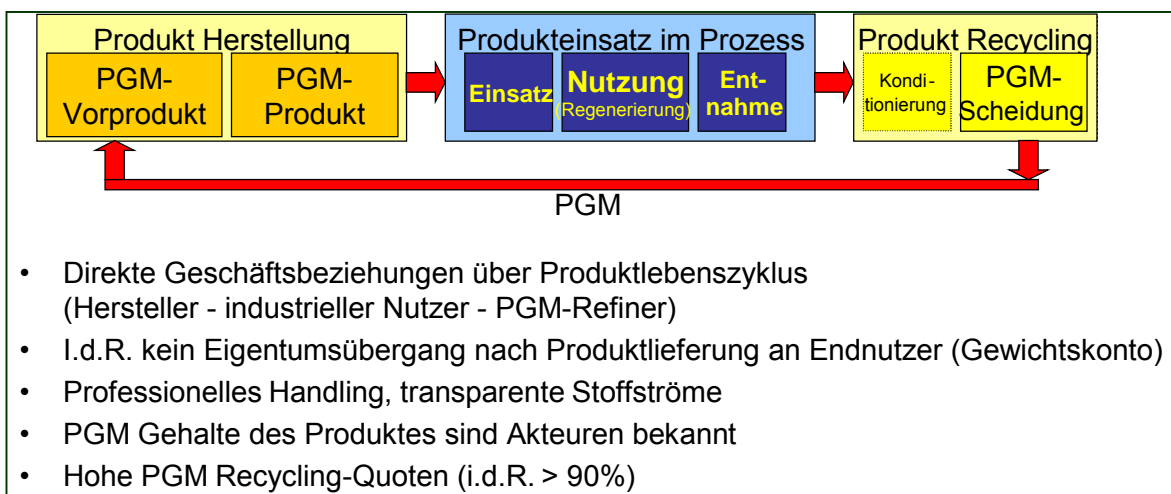 Produkt Herstellung
PGM-
Vorprodukt
PGM-
Produkt
Produkteinsatz im Prozess
Einsatz
Nutzung
(Regenerierung)
Ent-
nahme
Produkt Recycling
Kondi-
tionierung
PGM-
Scheidung
PGM
• Direkte Geschäftsbeziehungen über Produktlebenszyklus
(Hersteller - industrieller Nutzer - PGM-Refiner)
• I.d.R. kein Eigentumsübergang nach Produktlieferung an Endnutzer (Gewichtskonto)
• Professionelles Handling, transparente Stoffströme
• PGM Gehalte des Produktes sind Akteuren bekannt
• Hohe PGM Recycling-Quoten (i.d.R. > 90%)